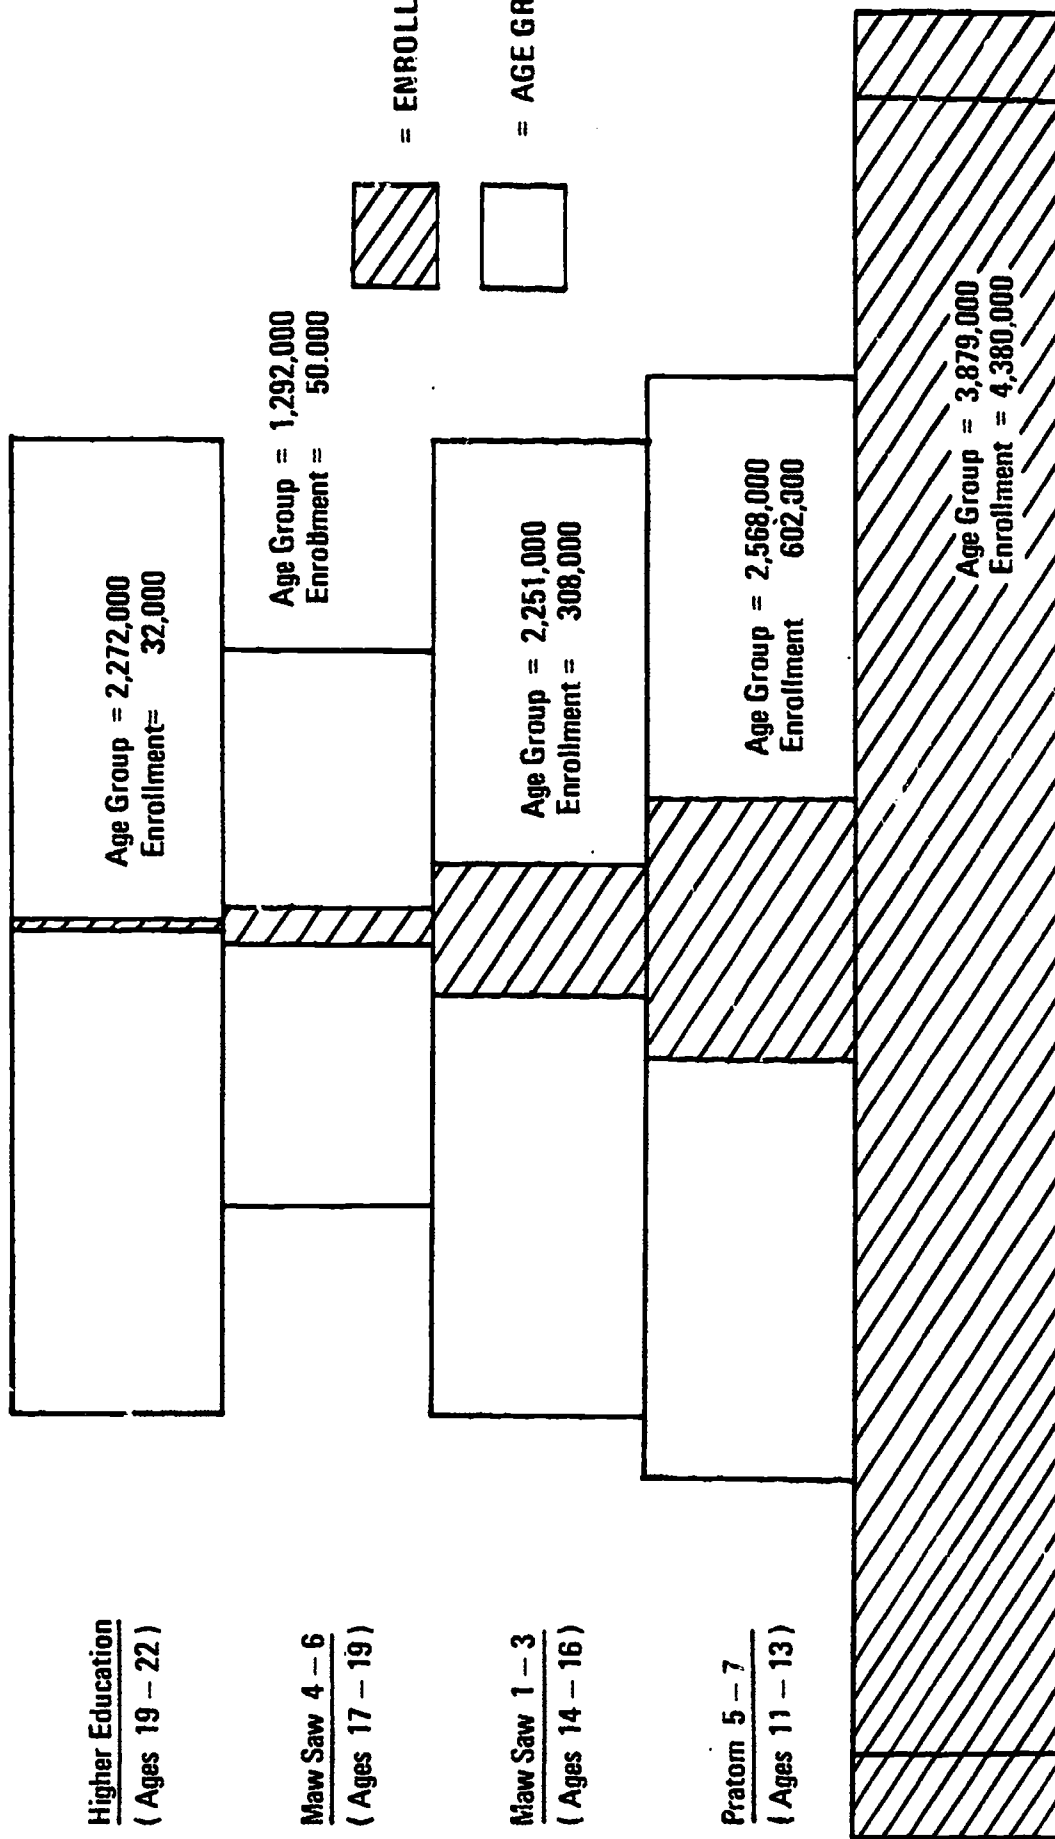 Higher Education
( Ages 19 – 22 )
Age Group = 2,272,000
Enrollment= 32,000
Maw Saw 4 – 6
(Ages 17 – 19)
Age Group = 1,292,000
Enrollment = 50.000
Maw Saw 1 – 3
(Ages 14 – 16)
Age Group = 2,251,000
Enrollment = 308,000
Pratom 5 – 7
( Ages 11 – 13 )
Age Group = 2,568,000
Enrollment 602,000
Age Group = 3,879,000
Enrollment = 4,380,000
= ENROLL
= AGE GR